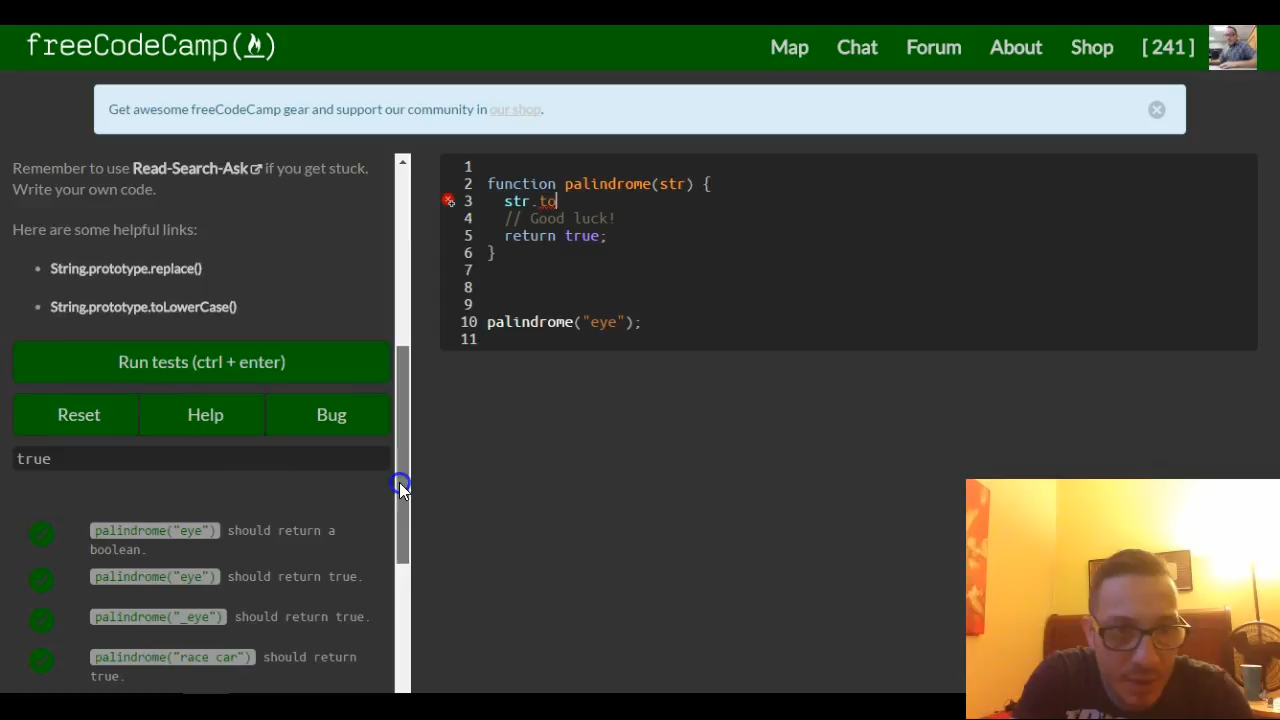 freeCodeCamp
Map Chat Forum About Shop [ 241 ]
Get awesome freeCodeCamp gear and support our community in our shop.
Remember to use Read-Search-Ask if you get stuck.
Write your own code.
Here are some helpful links:
String.prototype.replace()
String.prototype.toLowerCase()
Run tests (ctrl + enter)
Reset Help Bug
true
palindrome("eye") should return a
boolean.
palindrome("eye") should return true.
palindrome("_eye") should return true.
palindrome("race car") should return
true.
1
2 function palindrome(str) {
3 str.to
4 // Good luck!
5 return true;
6 }
7
8
9
10 palindrome("eye");
11